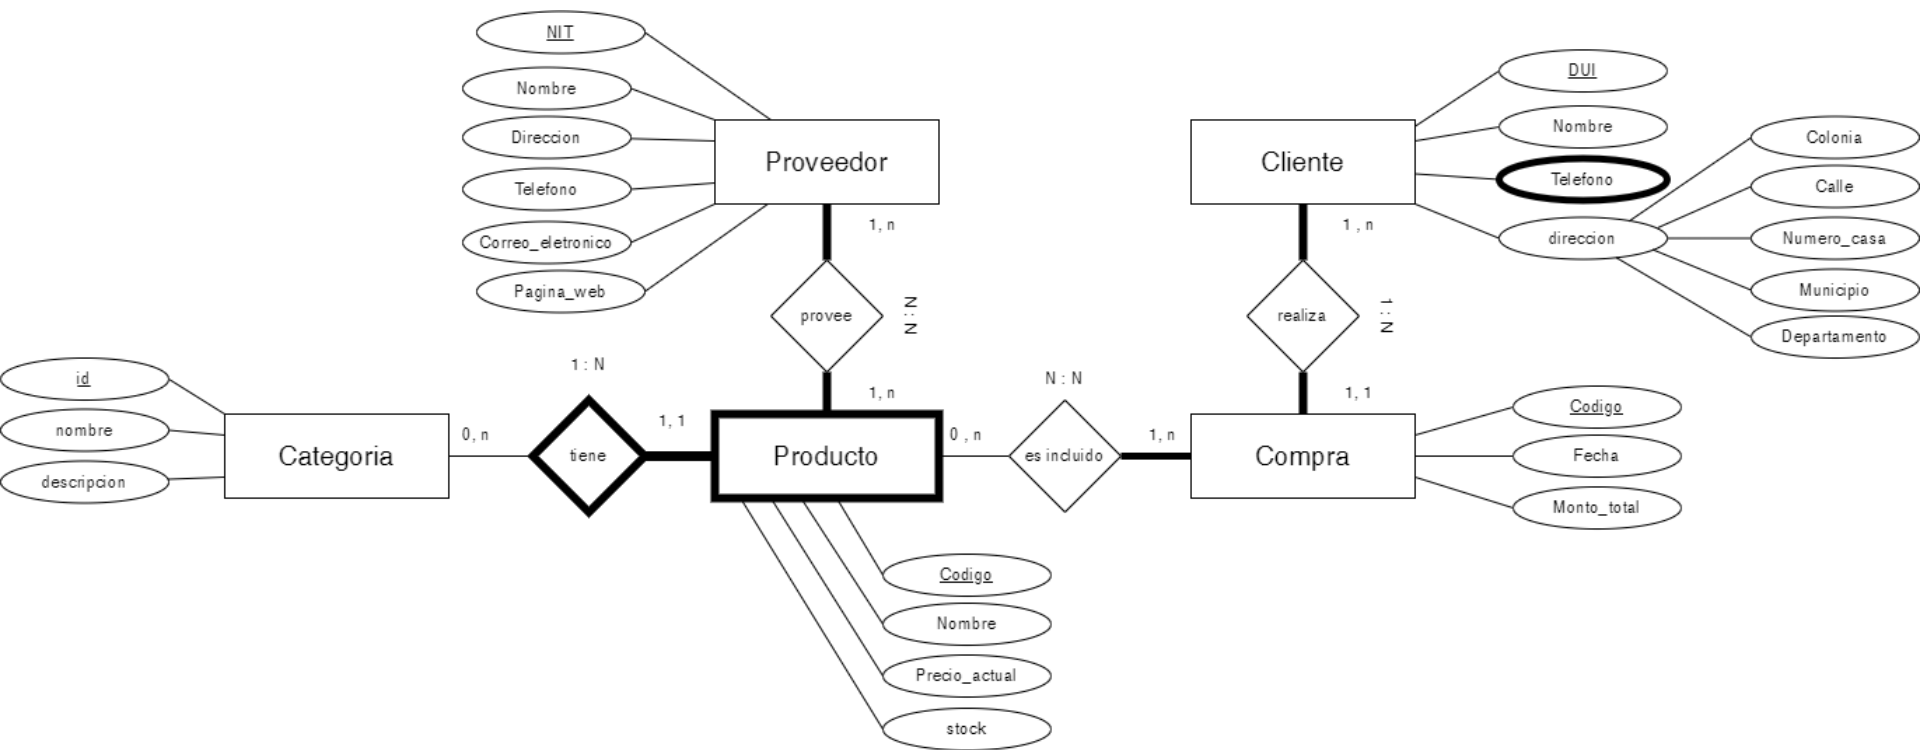 NIT
Nombre
Direccion
Telefono
Correo_eletronico
Pagina_web
Proveedor
1, n
provee
N : N
1, n
Cliente
DUI
Nombre
Telefono
direccion
Colonia
Calle
Numero_casa
Municipio
Departamento
1 , n
realiza
1 : N
1, 1
id
nombre
descripcion
Categoria
0, n
1 : N
tiene
1, 1
Producto
0 , n
N : N
es incluido
1, n
Compra
Codigo
Fecha
Monto_total
Codigo
Nombre
Precio_actual
stock